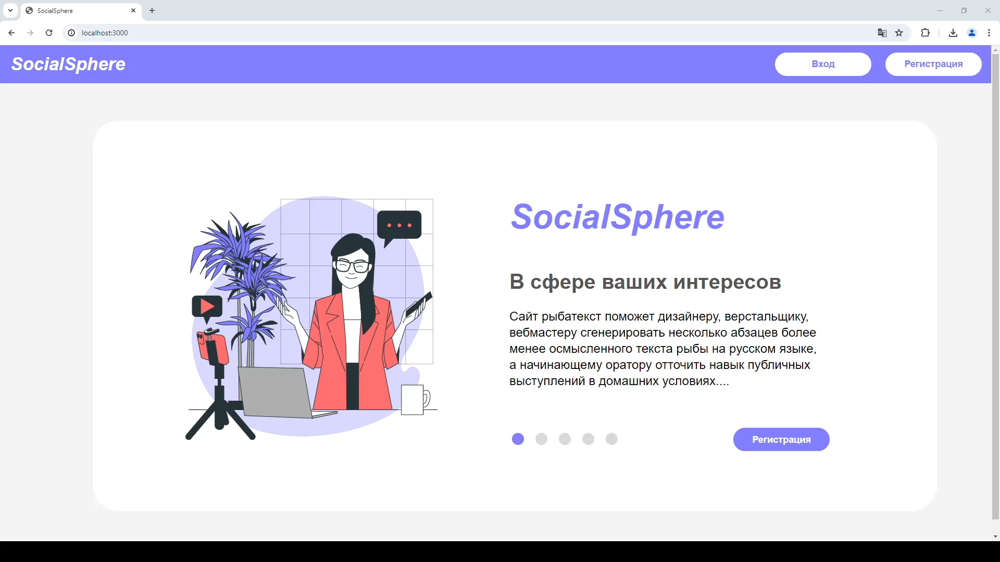 SocialSphere
localhost:3000
SocialSphere
Вход
Регистрация
SocialSphere
В сфере ваших интересов
Сайт рыбатекст поможет дизайнеру, верстальщику,
вебмастеру сгенерировать несколько абзацев более
менее осмысленного текста рыбы на русском языке,
а начинающему оратору отточить навык публичных
выступлений в домашних условиях....
Регистрация